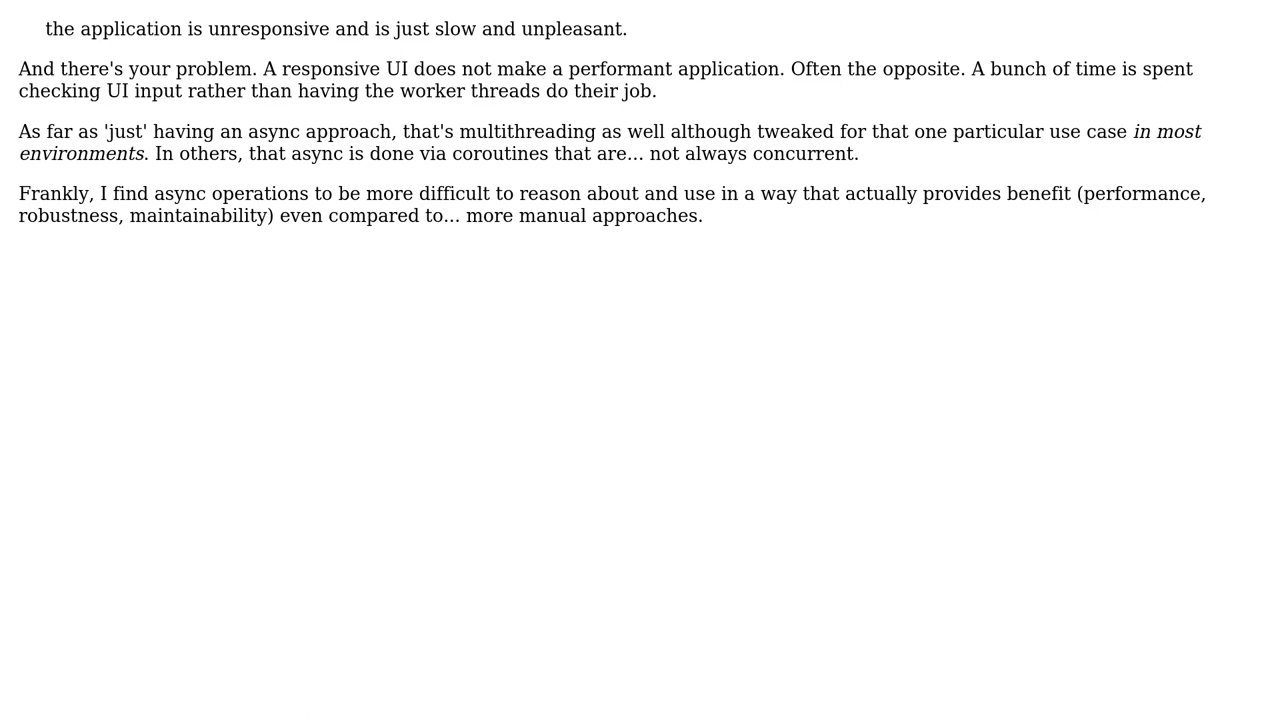 the application is unresponsive and is just slow and unpleasant.
And there's your problem. A responsive UI does not make a performant application. Often the opposite. A bunch of time is spent
checking UI input rather than having the worker threads do their job.
As far as 'just' having an async approach, that's multithreading as well although tweaked for that one particular use case in most
environments. In others, that async is done via coroutines that are... not always concurrent.
Frankly, I find async operations to be more difficult to reason about and use in a way that actually provides benefit (performance,
robustness, maintainability) even compared to... more manual approaches.